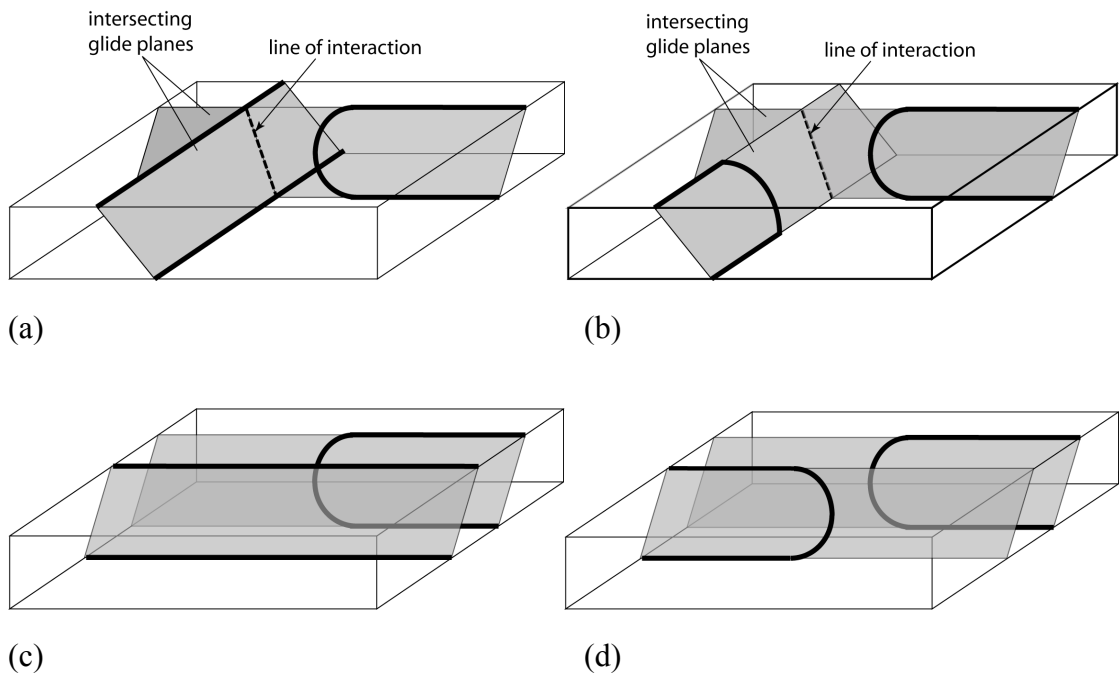 intersecting
glide planes
line of interaction
intersecting
glide planes
line of interaction
(a)
(b)
(c)
(d)